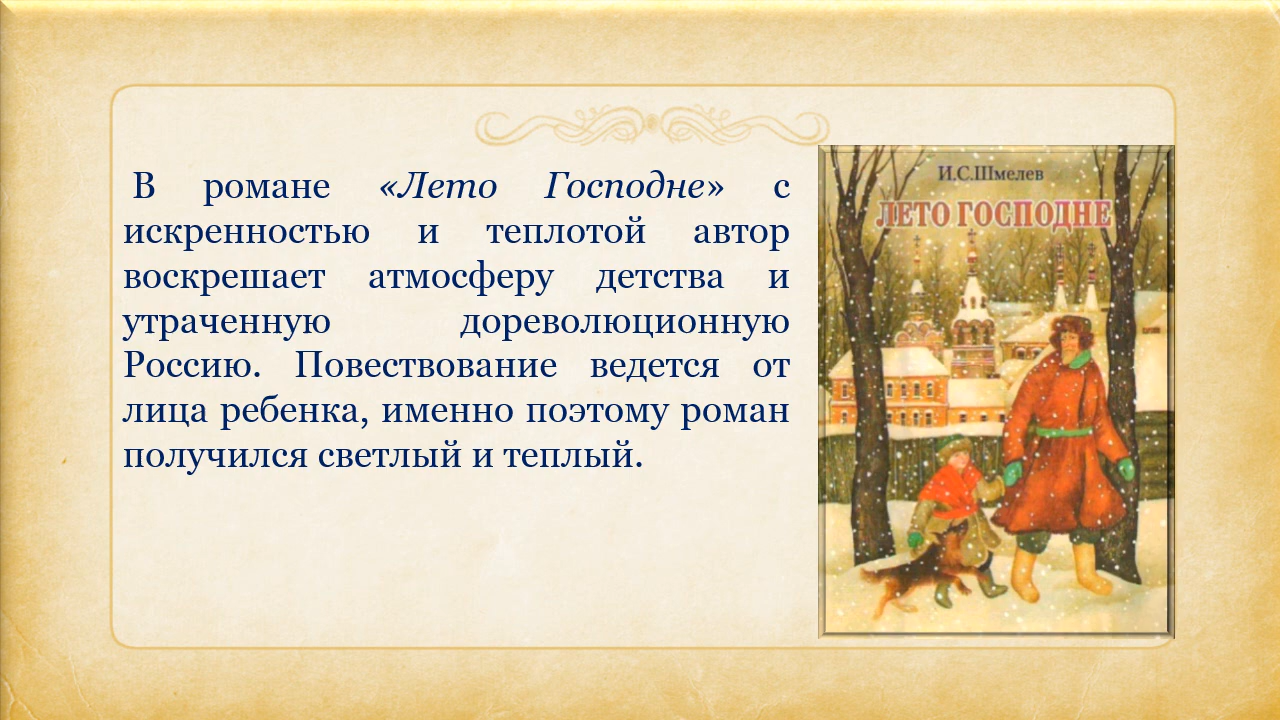 В романе «Лето Господне» с
искренностью и теплотой автор
воскрешает атмосферу детства и
утраченную дореволюционную
Россию. Повествование ведется от
лица ребенка, именно поэтому роман
получился светлый и теплый.
И.С.Шмелев
ЛЕТО ГОСПОДНЕ